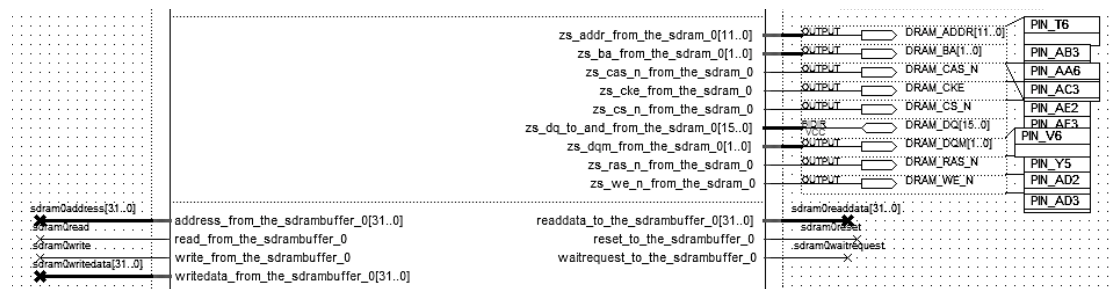 zs_addr_from_the_sdram_0[11..0] OUTPUT DRAM_ADDR[11..0] PIN_T6
zs_ba_from_the_sdram_0[1..0] OUTPUT DRAM_BA[1..0] PIN_AB3
zs_cas_n_from_the_sdram_0 OUTPUT DRAM_CAS_N PIN_AA6
zs_cke_from_the_sdram_0 OUTPUT DRAM_CKE PIN_AC3
zs_cs_n_from_the_sdram_0 OUTPUT DRAM_CS_N PIN_AE2
zs_dq_to_and_from_the_sdram_0[15..0] BIDIR VCC DRAM_DQ[15..0] PIN_AF3
zs_dqm_from_the_sdram_0[1..0] OUTPUT DRAM_DQM[1..0] PIN_V6
zs_ras_n_from_the_sdram_0 OUTPUT DRAM_RAS_N PIN_Y5
zs_we_n_from_the_sdram_0 OUTPUT DRAM_WE_N PIN_AD2
PIN_AD3
sdram0address[31..0] address_from_the_sdrambuffer_0[31..0] readdata_to_the_sdrambuffer_0[31..0] sdram0readdata[31..0]
sdram0read read_from_the_sdrambuffer_0 reset_to_the_sdrambuffer_0 sdram0reset
sdram0write write_from_the_sdrambuffer_0 waitrequest_to_the_sdrambuffer_0 sdram0waitrequest
sdram0writedata[31..0] writedata_from_the_sdrambuffer_0[31..0]